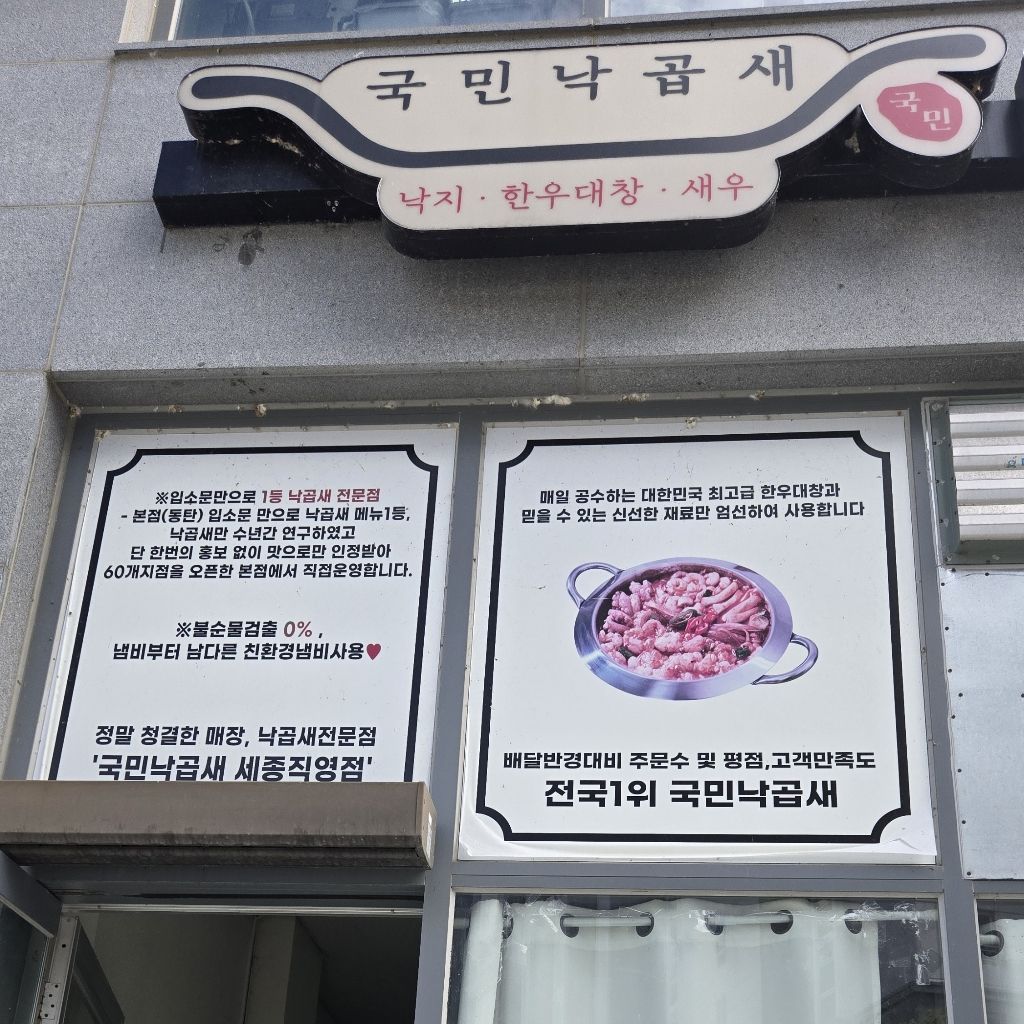 국민낙곱새
국민
낙지 · 한우대창 · 새우
※입소문만으로 1등 낙곱새 전문점
- 본점(동탄) 입소문 만으로 낙곱새 메뉴1등,
낙곱새만 수년간 연구하였고
단 한번의 홍보 없이 맛으로만 인정받아
60개지점을 오픈한 본점에서 직접운영합니다.
※불순물검출 0% ,
냄비부터 남다른 친환경냄비사용♥
정말 청결한 매장, 낙곱새전문점
'국민낙곱새 세종직영점'
매일 공수하는 대한민국 최고급 한우대창과
믿을 수 있는 신선한 재료만 엄선하여 사용합니다
배달반경대비 주문수 및 평점,고객만족도
전국1위 국민낙곱새